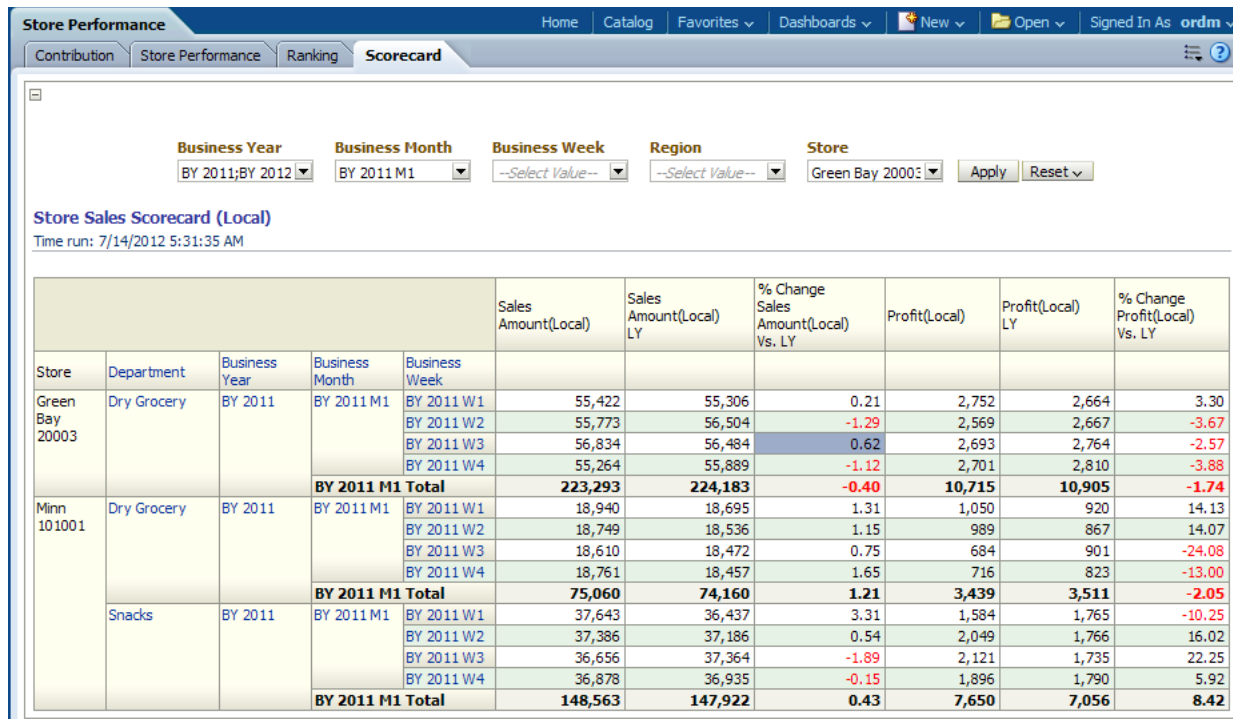 Store Performance
Home Catalog Favorites Dashboards New Open Signed In As ordm
Contribution Store Performance Ranking Scorecard
Business Year Business Month Business Week Region Store
BY 2011;BY 2012 BY 2011 M1 --Select Value-- --Select Value-- Green Bay 20003 Apply Reset
Store Sales Scorecard (Local)
Time run: 7/14/2012 5:31:35 AM
Sales Amount(Local) Sales Amount(Local) LY % Change Sales Amount(Local) Vs. LY Profit(Local) Profit(Local) LY % Change Profit(Local) Vs. LY
Store Department Business Year Business Month Business Week
Green Bay 20003 Dry Grocery BY 2011 BY 2011 M1 BY 2011 W1 55,422 55,306 0.21 2,752 2,664 3.30
BY 2011 W2 55,773 56,504 -1.29 2,569 2,667 -3.67
BY 2011 W3 56,834 56,484 0.62 2,693 2,764 -2.57
BY 2011 W4 55,264 55,889 -1.12 2,701 2,810 -3.88
BY 2011 M1 Total 223,293 224,183 -0.40 10,715 10,905 -1.74
Minn 101001 Dry Grocery BY 2011 BY 2011 M1 BY 2011 W1 18,940 18,695 1.31 1,050 920 14.13
BY 2011 W2 18,749 18,536 1.15 989 867 14.07
BY 2011 W3 18,610 18,472 0.75 684 901 -24.08
BY 2011 W4 18,761 18,457 1.65 716 823 -13.00
BY 2011 M1 Total 75,060 74,160 1.21 3,439 3,511 -2.05
Snacks BY 2011 BY 2011 M1 BY 2011 W1 37,643 36,437 3.31 1,584 1,765 -10.25
BY 2011 W2 37,386 37,186 0.54 2,049 1,766 16.02
BY 2011 W3 36,656 37,364 -1.89 2,121 1,735 22.25
BY 2011 W4 36,878 36,935 -0.15 1,896 1,790 5.92
BY 2011 M1 Total 148,563 147,922 0.43 7,650 7,056 8.42